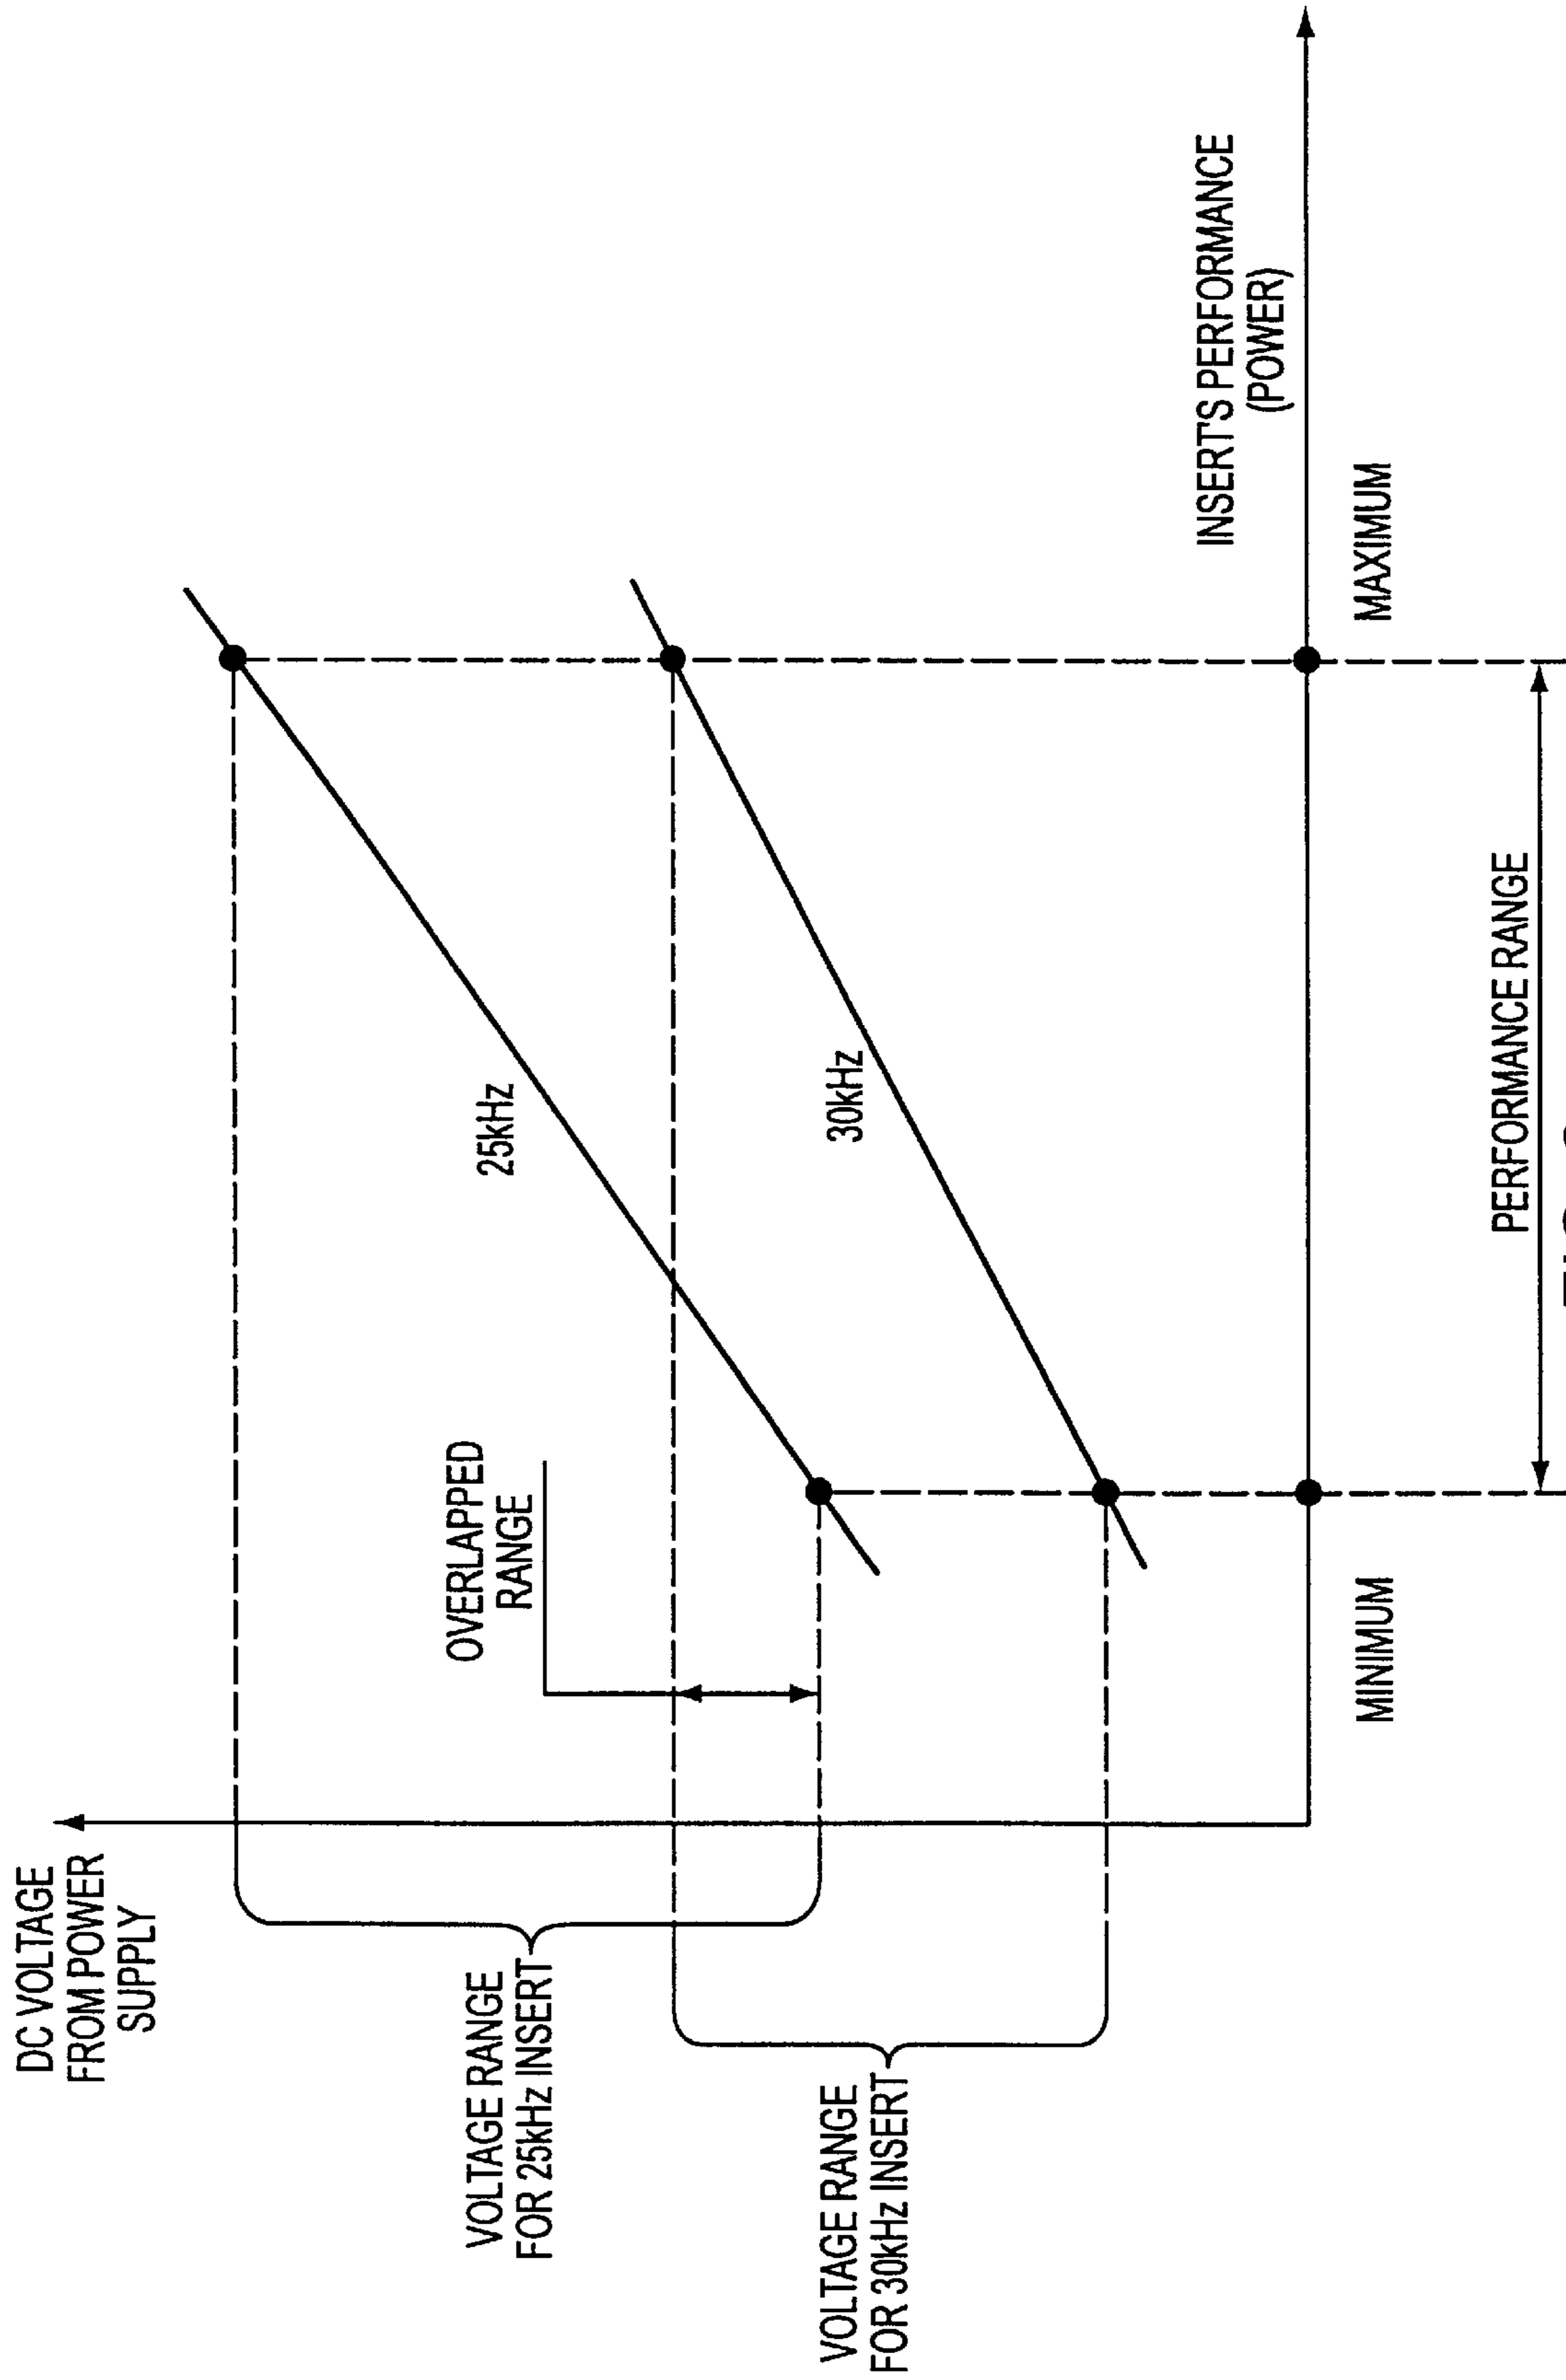 DC VOLTAGE
FROM POWER
SUPPLY
VOLTAGE RANGE
FOR 25kHz INSERT
VOLTAGE RANGE
FOR 30kHz INSERT
OVERLAPPED
RANGE
25kHz
30kHz
INSERT'S PERFORMANCE
(POWER)
MINIMUM
MAXIMUM
PERFORMANCE RANGE